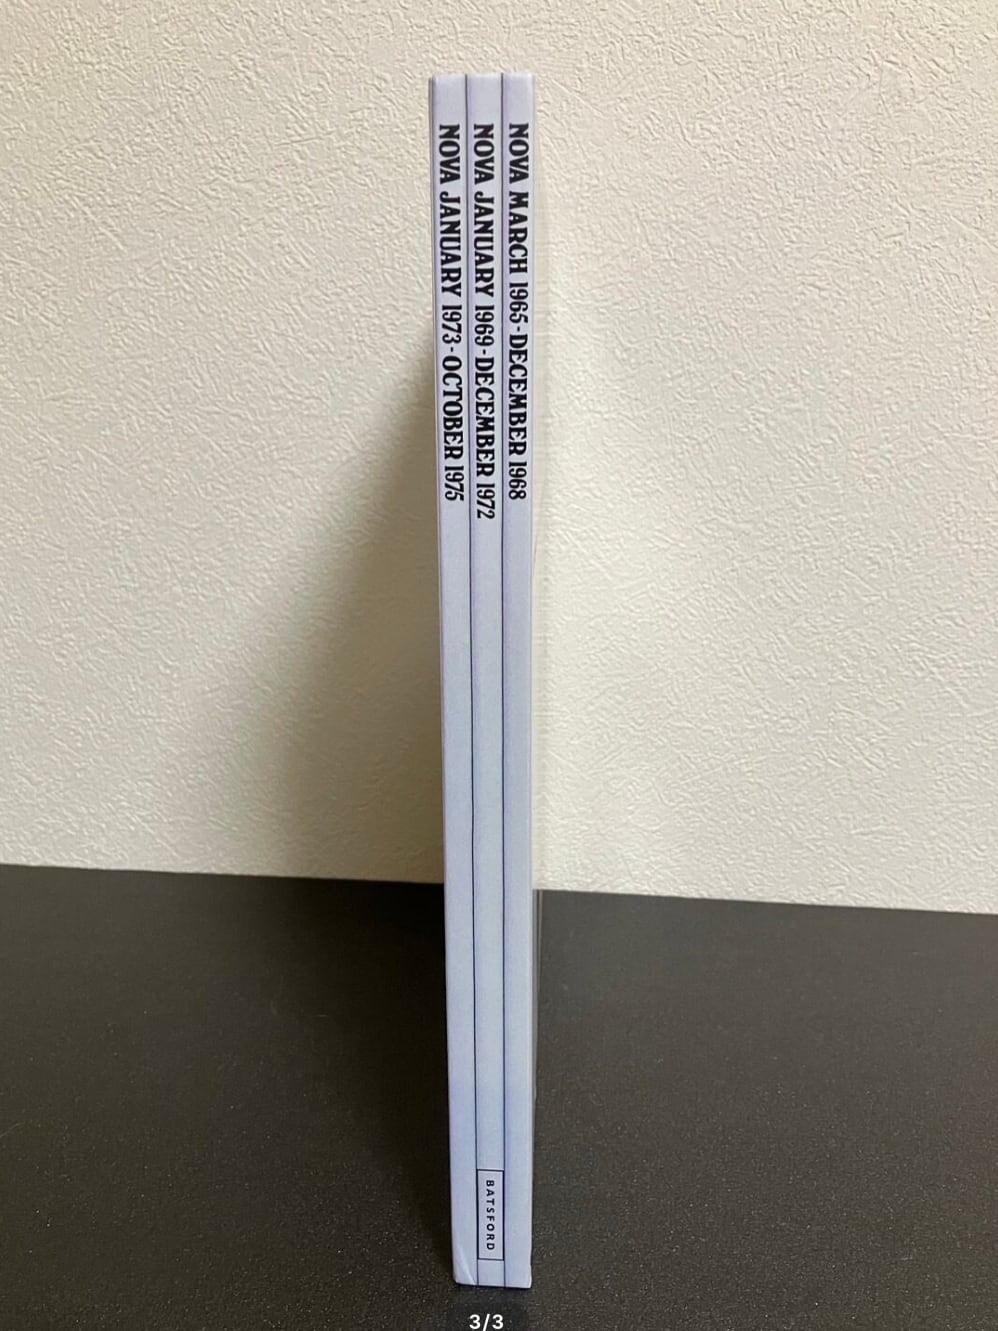 NOVA MARCH 1965-DECEMBER 1968
NOVA JANUARY 1969-DECEMBER 1972
NOVA JANUARY 1973-OCTOBER 1975
BATSFORD
3/3